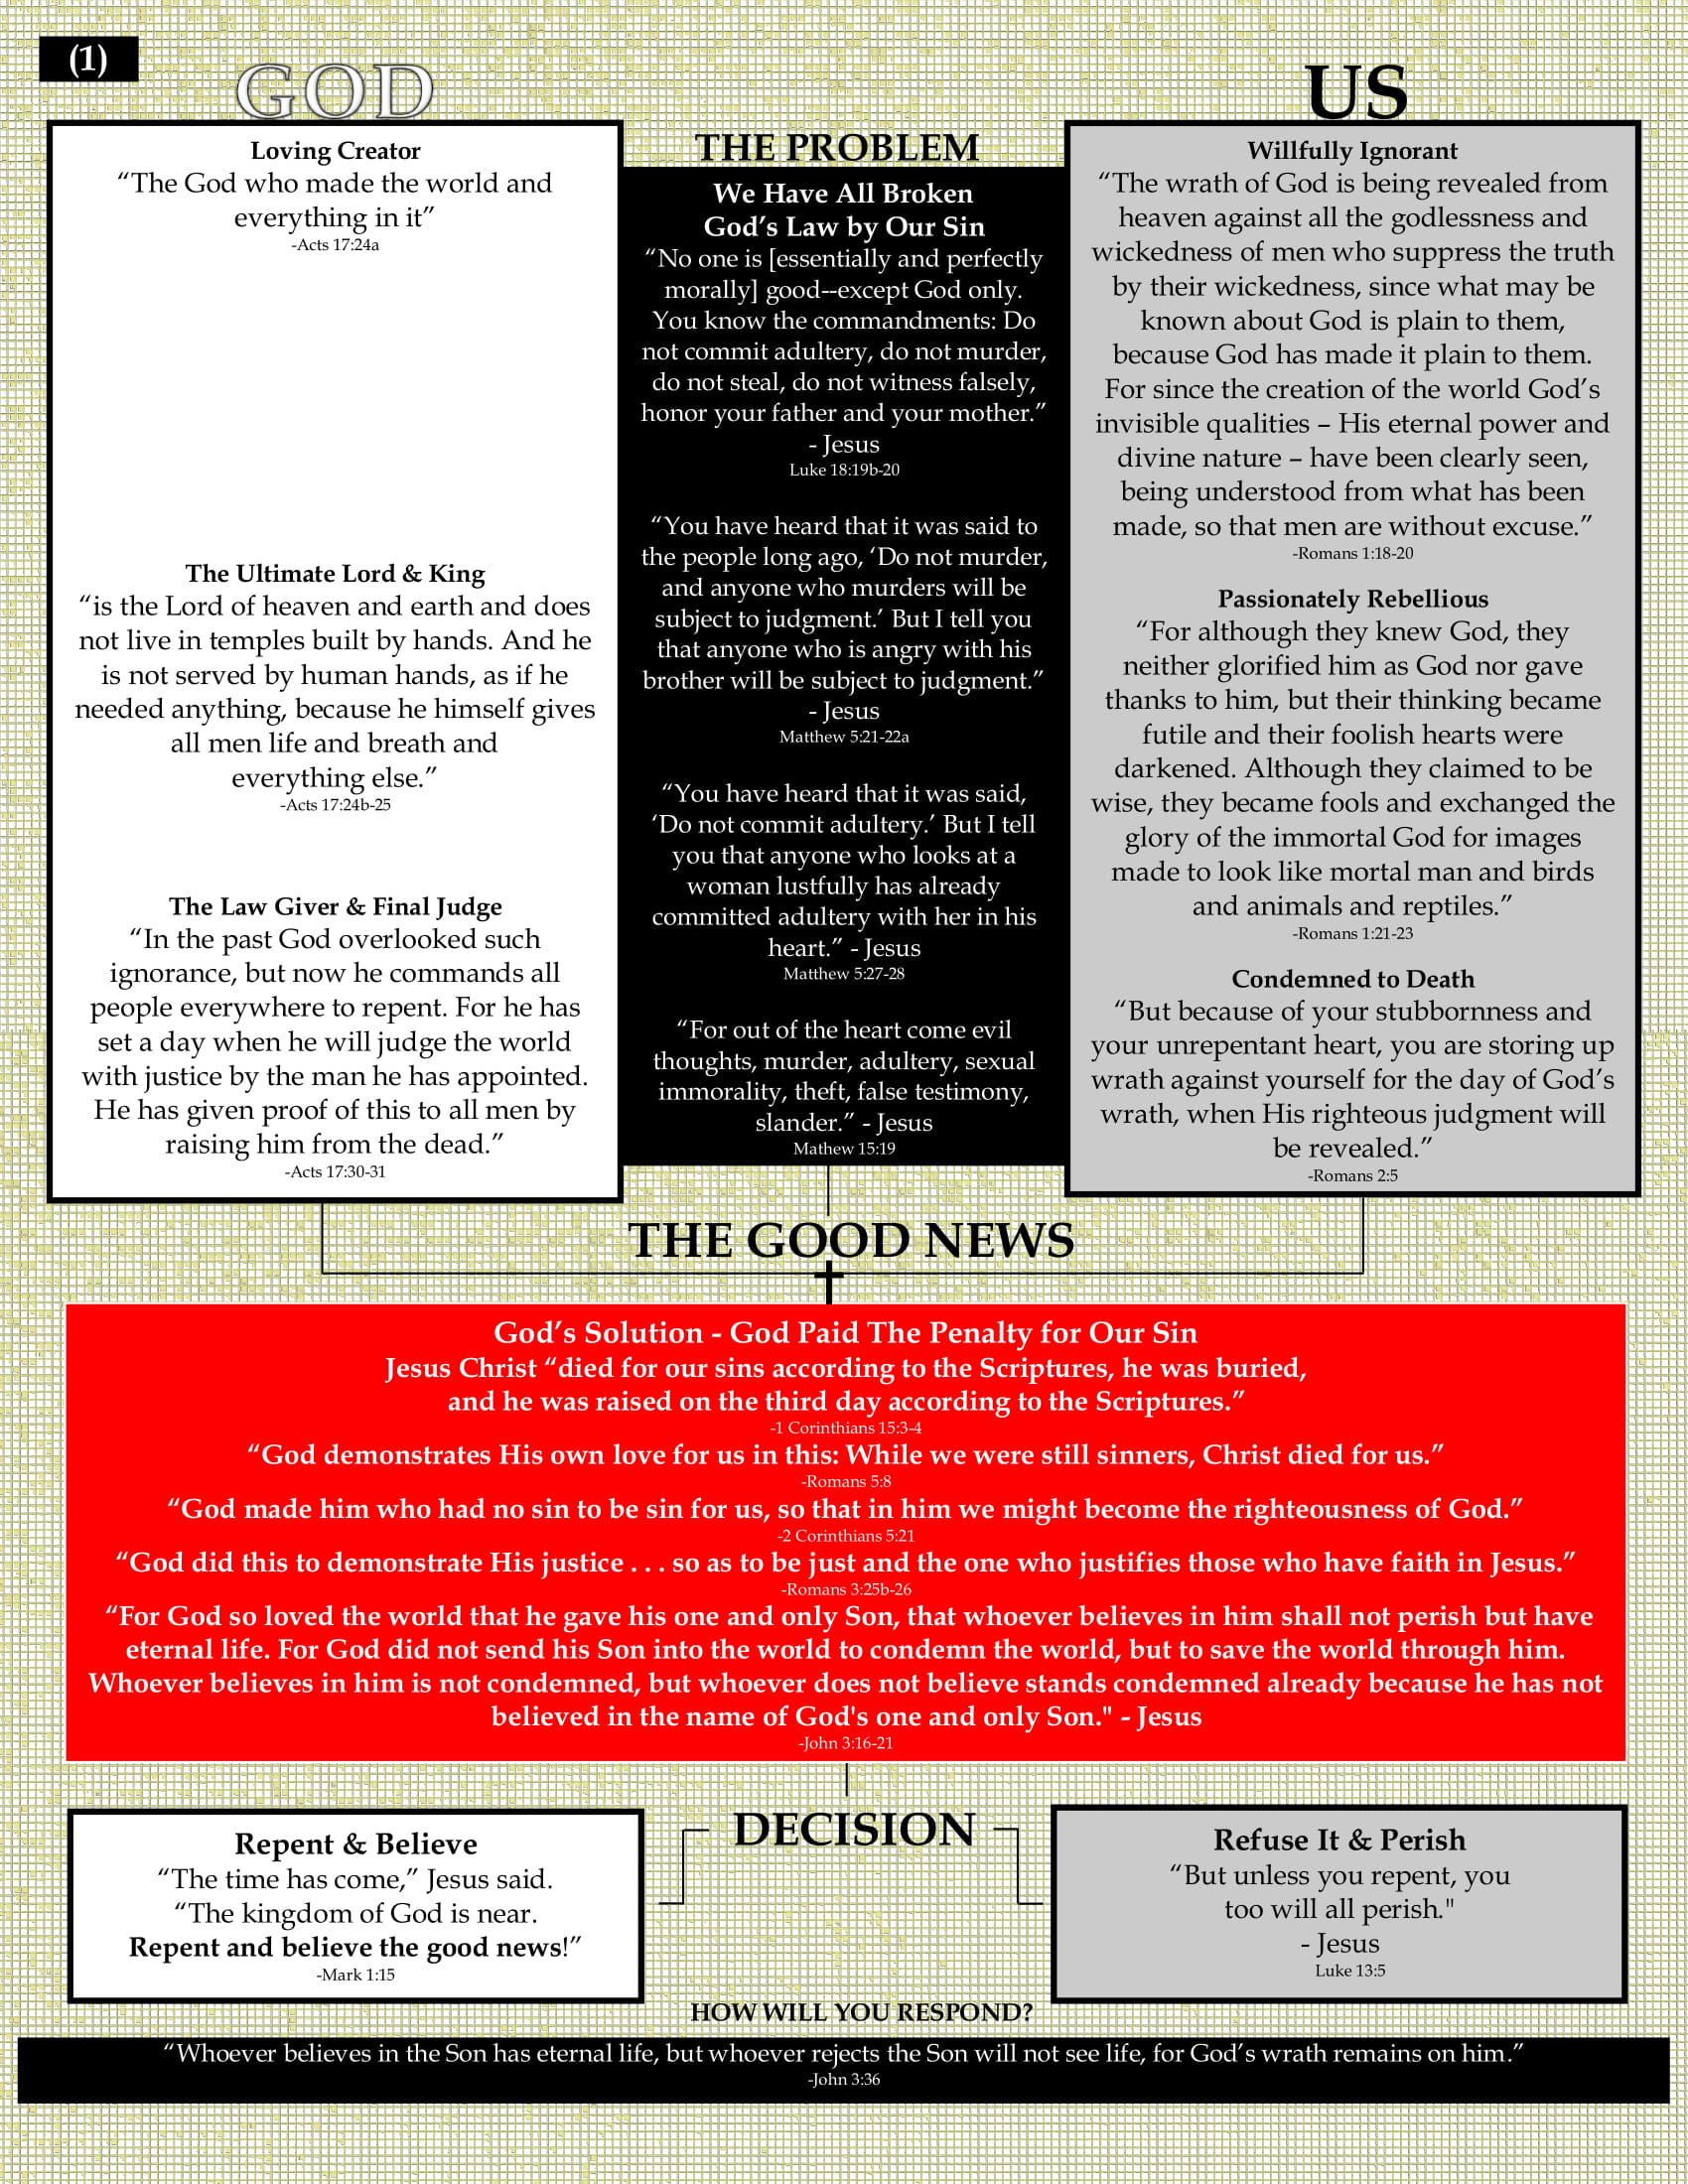 (1)
GOD
Loving Creator
“The God who made the world and
everything in it”
-Acts 17:24a
The Ultimate Lord & King
“is the Lord of heaven and earth and does
not live in temples built by hands. And he
is not served by human hands, as if he
needed anything, because he himself gives
all men life and breath and
everything else.”
-Acts 17:24b-25
The Law Giver & Final Judge
“In the past God overlooked such
ignorance, but now he commands all
people everywhere to repent. For he has
set a day when he will judge the world
with justice by the man he has appointed.
He has given proof of this to all men by
raising him from the dead.”
-Acts 17:30-31
THE PROBLEM
We Have All Broken
God’s Law by Our Sin
“No one is [essentially and perfectly
morally] good--except God only.
You know the commandments: Do
not commit adultery, do not murder,
do not steal, do not witness falsely,
honor your father and your mother.”
- Jesus
Luke 18:19b-20
“You have heard that it was said to
the people long ago, ‘Do not murder,
and anyone who murders will be
subject to judgment.’ But I tell you
that anyone who is angry with his
brother will be subject to judgment.”
- Jesus
Matthew 5:21-22a
“You have heard that it was said,
‘Do not commit adultery.’ But I tell
you that anyone who looks at a
woman lustfully has already
committed adultery with her in his
heart.” - Jesus
Matthew 5:27-28
“For out of the heart come evil
thoughts, murder, adultery, sexual
immorality, theft, false testimony,
slander.” - Jesus
Mathew 15:19
US
Willfully Ignorant
“The wrath of God is being revealed from
heaven against all the godlessness and
wickedness of men who suppress the truth
by their wickedness, since what may be
known about God is plain to them,
because God has made it plain to them.
For since the creation of the world God’s
invisible qualities – His eternal power and
divine nature – have been clearly seen,
being understood from what has been
made, so that men are without excuse.”
-Romans 1:18-20
Passionately Rebellious
“For although they knew God, they
neither glorified him as God nor gave
thanks to him, but their thinking became
futile and their foolish hearts were
darkened. Although they claimed to be
wise, they became fools and exchanged the
glory of the immortal God for images
made to look like mortal man and birds
and animals and reptiles.”
-Romans 1:21-23
Condemned to Death
“But because of your stubbornness and
your unrepentant heart, you are storing up
wrath against yourself for the day of God’s
wrath, when His righteous judgment will
be revealed.”
-Romans 2:5
THE GOOD NEWS
God’s Solution - God Paid The Penalty for Our Sin
Jesus Christ “died for our sins according to the Scriptures, he was buried,
and he was raised on the third day according to the Scriptures.”
-1 Corinthians 15:3-4
“God demonstrates His own love for us in this: While we were still sinners, Christ died for us.”
-Romans 5:8
“God made him who had no sin to be sin for us, so that in him we might become the righteousness of God.”
-2 Corinthians 5:21
“God did this to demonstrate His justice . . . so as to be just and the one who justifies those who have faith in Jesus.”
-Romans 3:25b-26
“For God so loved the world that he gave his one and only Son, that whoever believes in him shall not perish but have
eternal life. For God did not send his Son into the world to condemn the world, but to save the world through him.
Whoever believes in him is not condemned, but whoever does not believe stands condemned already because he has not
believed in the name of God's one and only Son." - Jesus
-John 3:16-21
DECISION
Repent & Believe
“The time has come,” Jesus said.
“The kingdom of God is near.
Repent and believe the good news!”
-Mark 1:15
Refuse It & Perish
“But unless you repent, you
too will all perish."
- Jesus
Luke 13:5
HOW WILL YOU RESPOND?
“Whoever believes in the Son has eternal life, but whoever rejects the Son will not see life, for God’s wrath remains on him.”
-John 3:36